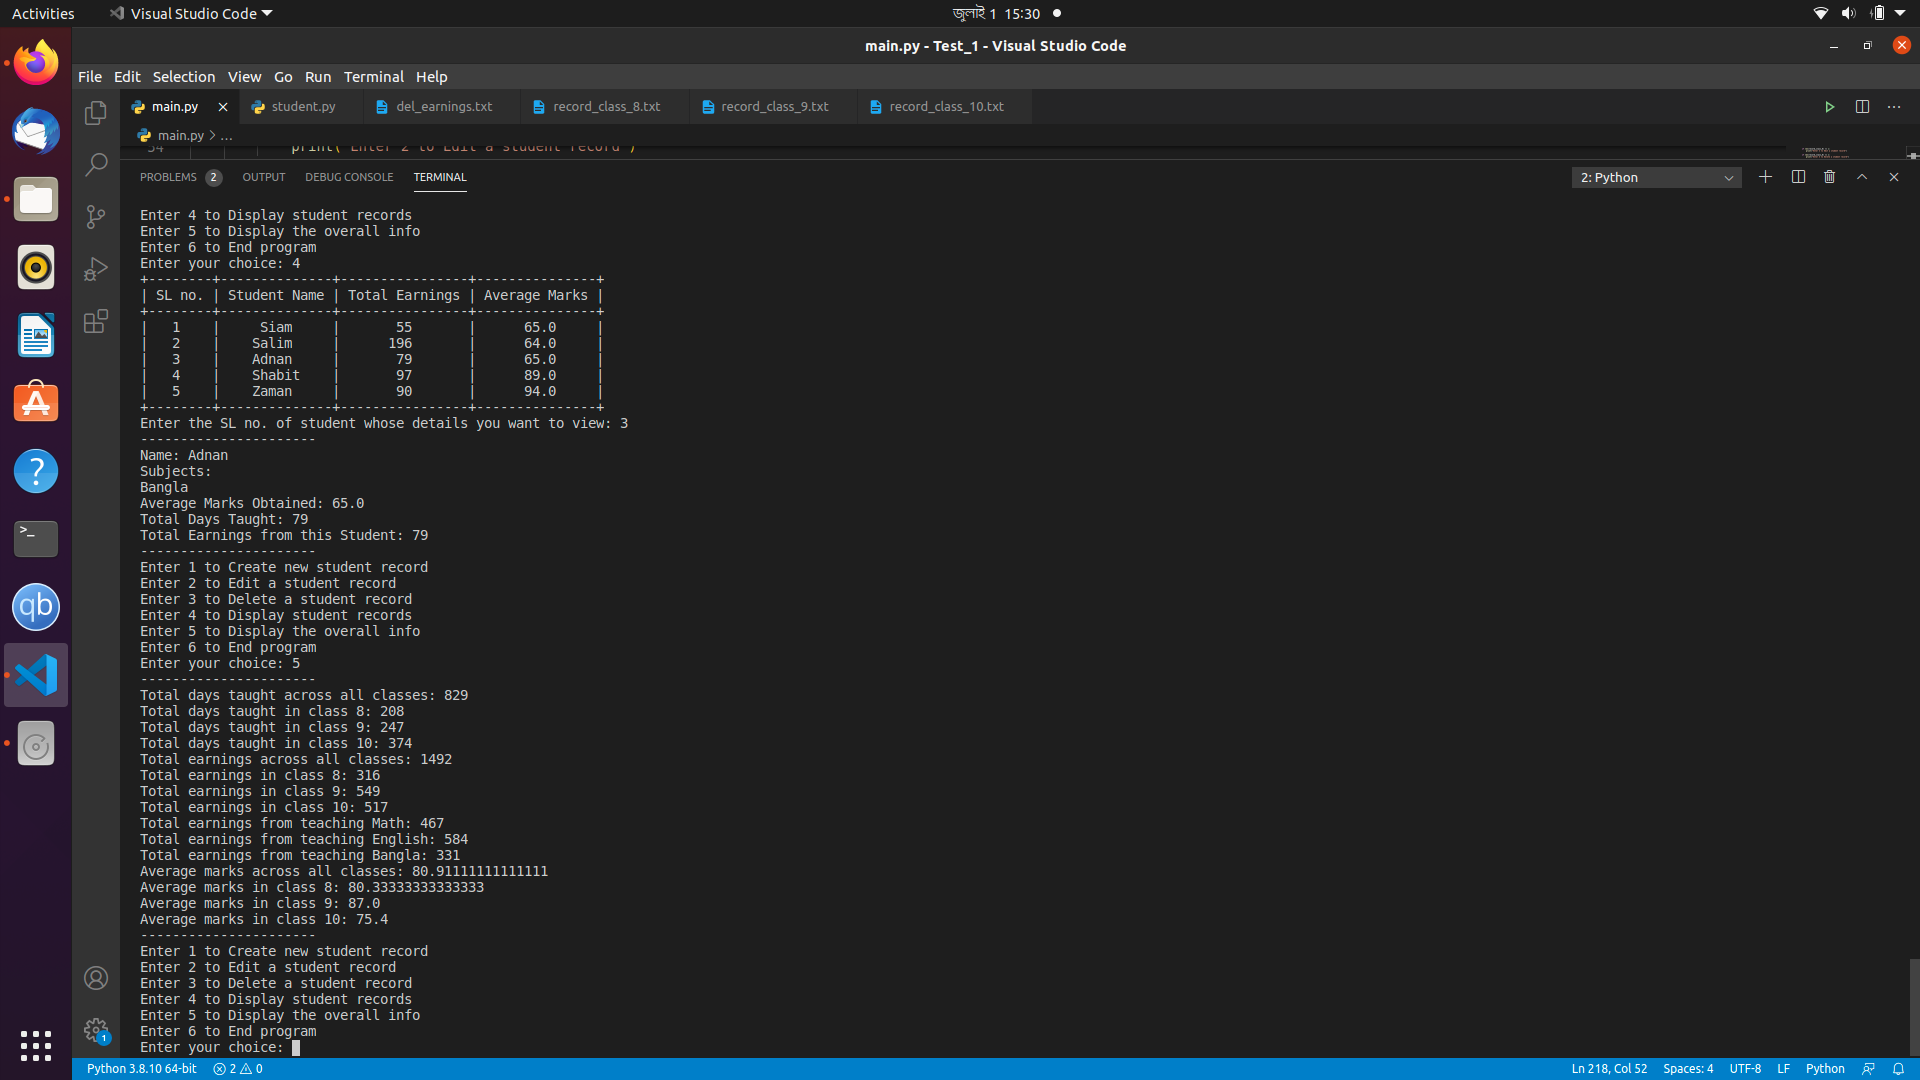 Activities
Visual Studio Code
জুলাই 1 15:30
main.py - Test_1 - Visual Studio Code
File Edit Selection View Go Run Terminal Help
main.py student.py del_earnings.txt record_class_8.txt record_class_9.txt record_class_10.txt
main.py > ...
54 print("Enter 2 to Edit a student record")
PROBLEMS 2 OUTPUT DEBUG CONSOLE TERMINAL
2: Python
Enter 4 to Display student records
Enter 5 to Display the overall info
Enter 6 to End program
Enter your choice: 4
+--------+--------------+----------------+---------------+
| SL no. | Student Name | Total Earnings | Average Marks |
+--------+--------------+----------------+---------------+
|   1    |     Siam     |       55       |      65.0     |
|   2    |    Salim     |      196       |      64.0     |
|   3    |    Adnan     |       79       |      65.0     |
|   4    |    Shabit    |       97       |      89.0     |
|   5    |    Zaman     |       90       |      94.0     |
+--------+--------------+----------------+---------------+
Enter the SL no. of student whose details you want to view: 3
----------------------
Name: Adnan
Subjects:
Bangla
Average Marks Obtained: 65.0
Total Days Taught: 79
Total Earnings from this Student: 79
----------------------
Enter 1 to Create new student record
Enter 2 to Edit a student record
Enter 3 to Delete a student record
Enter 4 to Display student records
Enter 5 to Display the overall info
Enter 6 to End program
Enter your choice: 5
----------------------
Total days taught across all classes: 829
Total days taught in class 8: 208
Total days taught in class 9: 247
Total days taught in class 10: 374
Total earnings across all classes: 1492
Total earnings in class 8: 316
Total earnings in class 9: 549
Total earnings in class 10: 517
Total earnings from teaching Math: 467
Total earnings from teaching English: 584
Total earnings from teaching Bangla: 331
Average marks across all classes: 80.91111111111111
Average marks in class 8: 80.33333333333333
Average marks in class 9: 87.0
Average marks in class 10: 75.4
----------------------
Enter 1 to Create new student record
Enter 2 to Edit a student record
Enter 3 to Delete a student record
Enter 4 to Display student records
Enter 5 to Display the overall info
Enter 6 to End program
Enter your choice:
qb
1
Python 3.8.10 64-bit 2 0
Ln 218, Col 52 Spaces: 4 UTF-8 LF Python